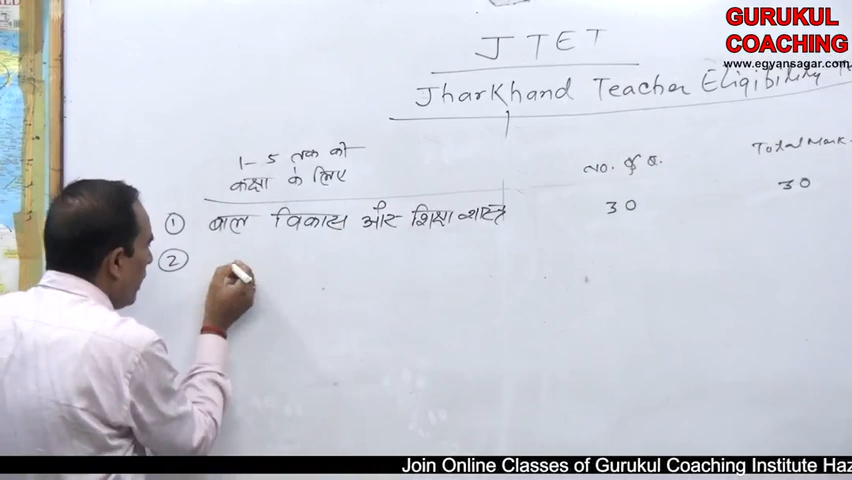 GURUKUL
COACHING
www.egyansagar.com
J T E T
Jharkhand Teacher Eligibility
1 - 5 तक की
कक्षा के लिए
No. of Q.
Total Mark
① बाल विकास और शिक्षा शास्त्र 30 30
②
Join Online Classes of Gurukul Coaching Institute Haz